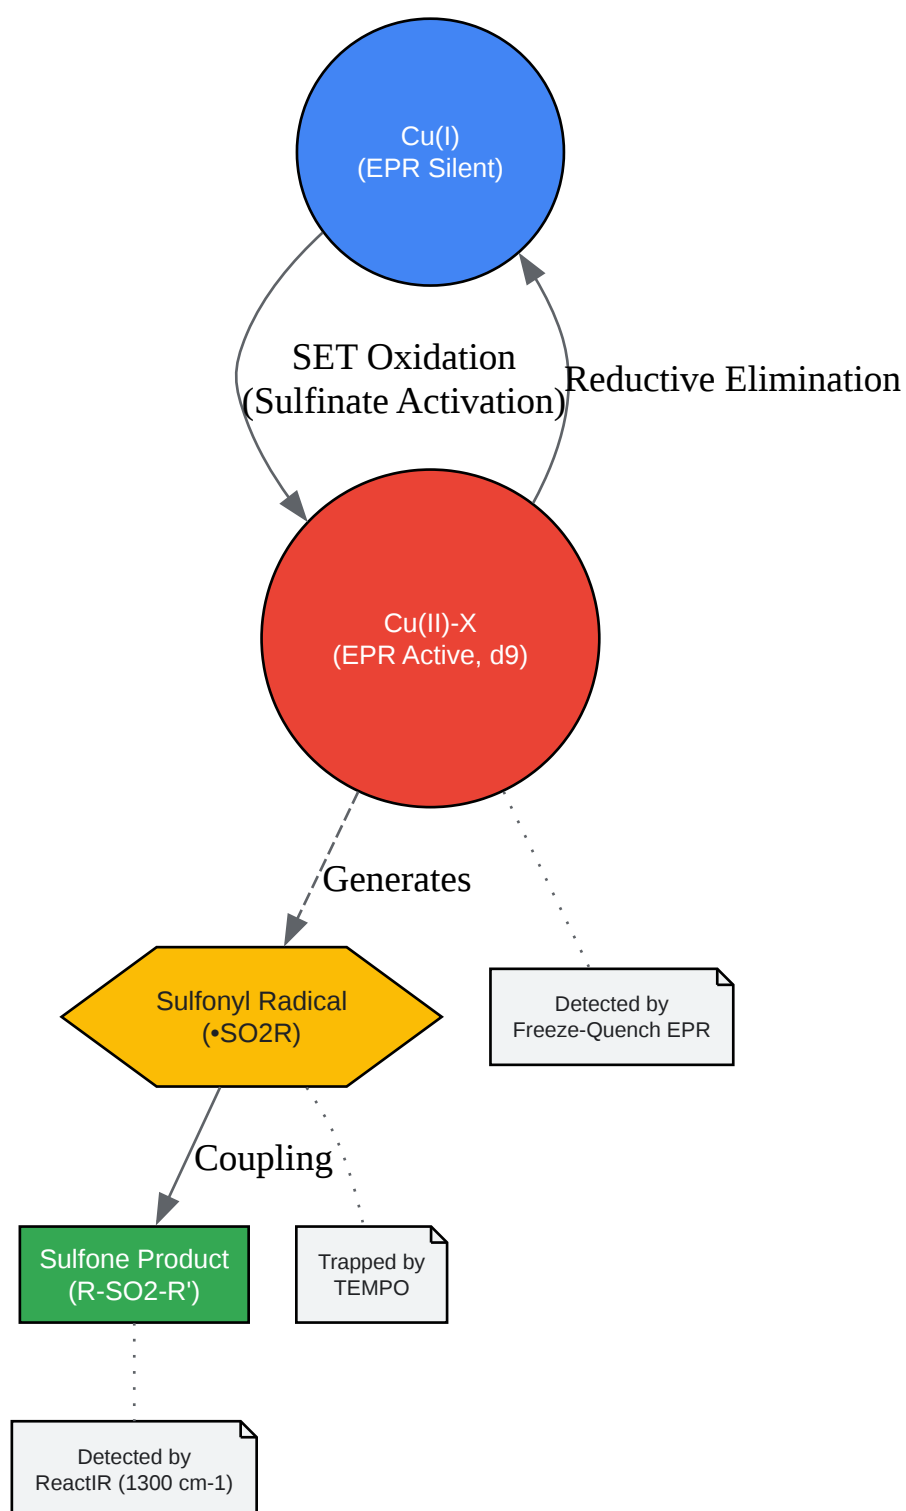 Cu(I)
(EPR Silent)
SET Oxidation
(Sulfinate Activation)
Reductive Elimination
Cu(II)-X
(EPR Active, d9)
Generates
Sulfonyl Radical
(•SO2R)
Detected by
Freeze-Quench EPR
Coupling
Sulfone Product
(R-SO2-R')
Trapped by
TEMPO
Detected by
ReactIR (1300 cm-1)